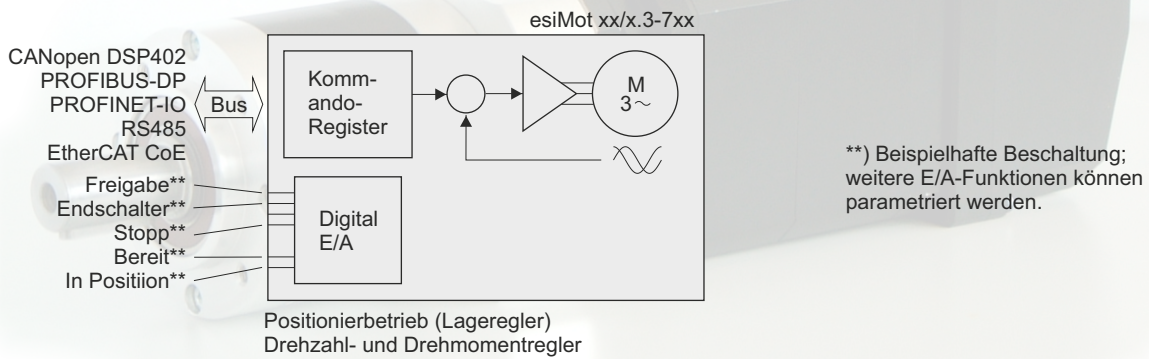 esiMot xx/x.3-7xx
CANopen DSP402
PROFIBUS-DP
PROFINET-IO
RS485
EtherCAT CoE
Bus
Komm-
ando-
Register
M
3～
Freigabe**
Endschalter**
Stopp**
Bereit**
In Positiion**
Digital
E/A
**) Beispielhafte Beschaltung;
weitere E/A-Funktionen können
parametriert werden.
Positionierbetrieb (Lageregler)
Drehzahl- und Drehmomentregler